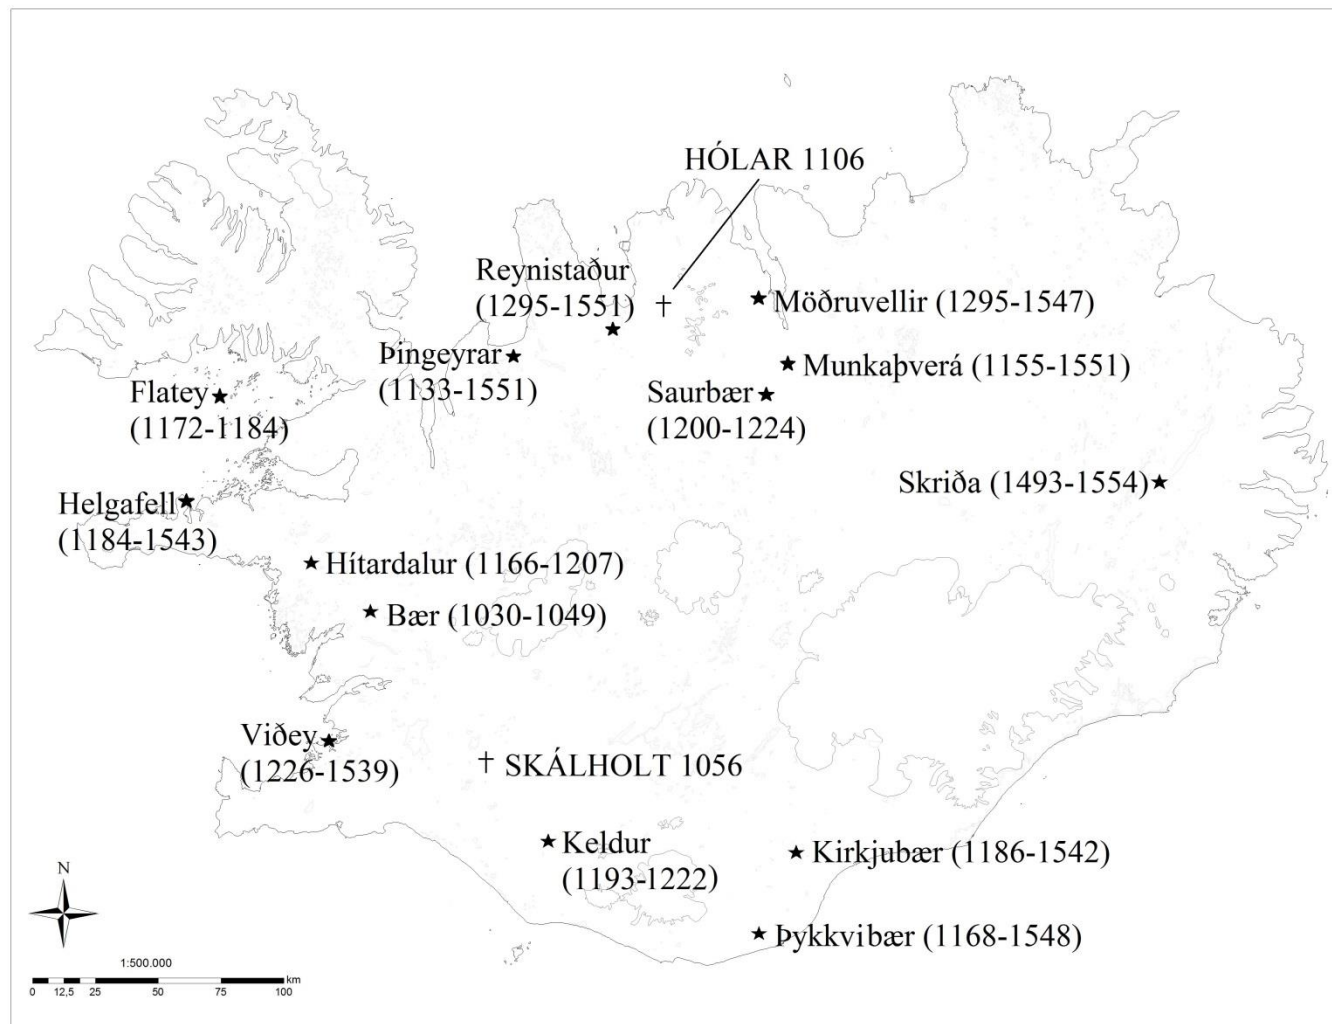 HÓLAR 1106
Reynistaður
(1295-1551)
Möðruvellir (1295-1547)
Þingeyrar
(1133-1551)
Munkaþverá (1155-1551)
Flatey
(1172-1184)
Saurbær
(1200-1224)
Skriða (1493-1554)
Helgafell
(1184-1543)
Hítardalur (1166-1207)
Bær (1030-1049)
Viðey
(1226-1539)
† SKÁLHOLT 1056
Keldur
(1193-1222)
Kirkjubær (1186-1542)
Þykkvibær (1168-1548)
N
1:500.000
km
0 12,5 25 50 75 100